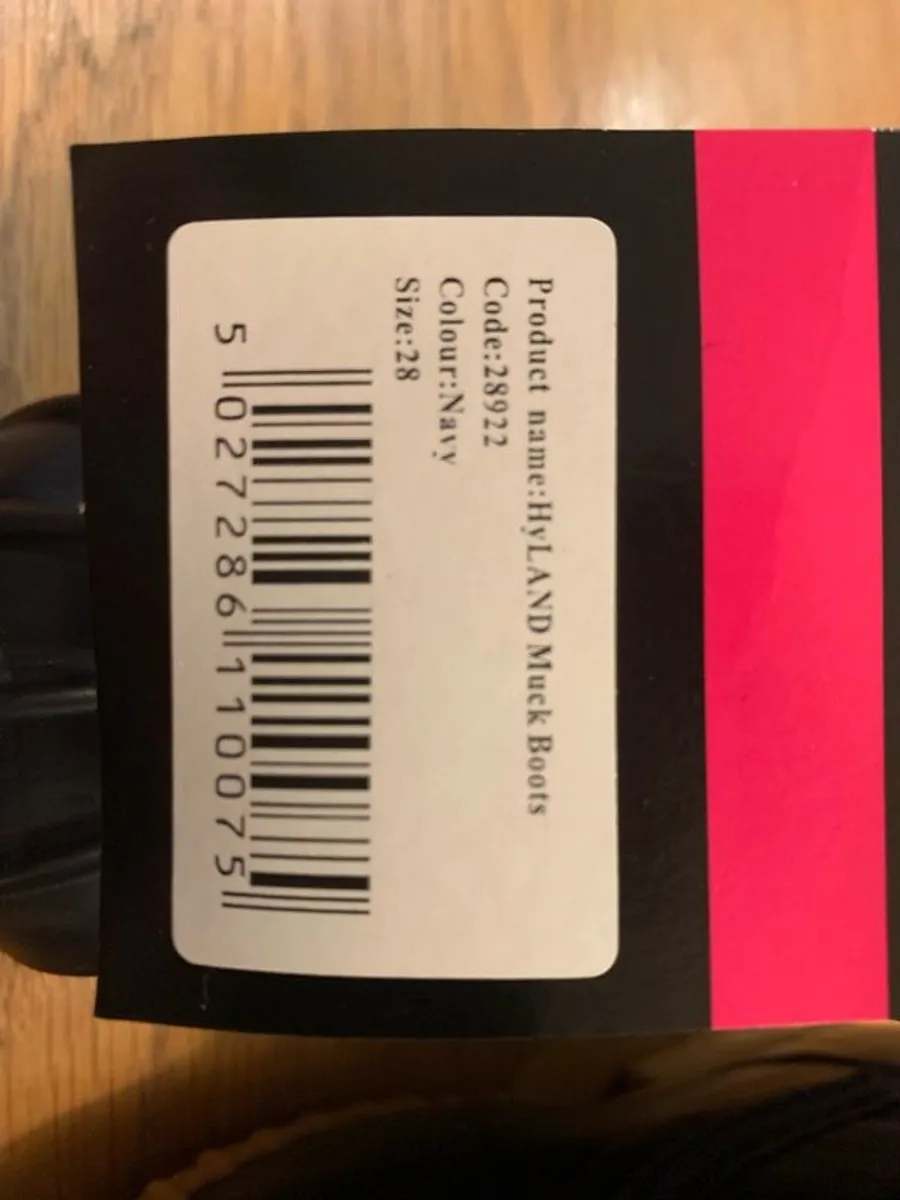 Product name:HyLAND Muck Boots
Code:28922
Colour:Navy
Size:28
5 027286 110075